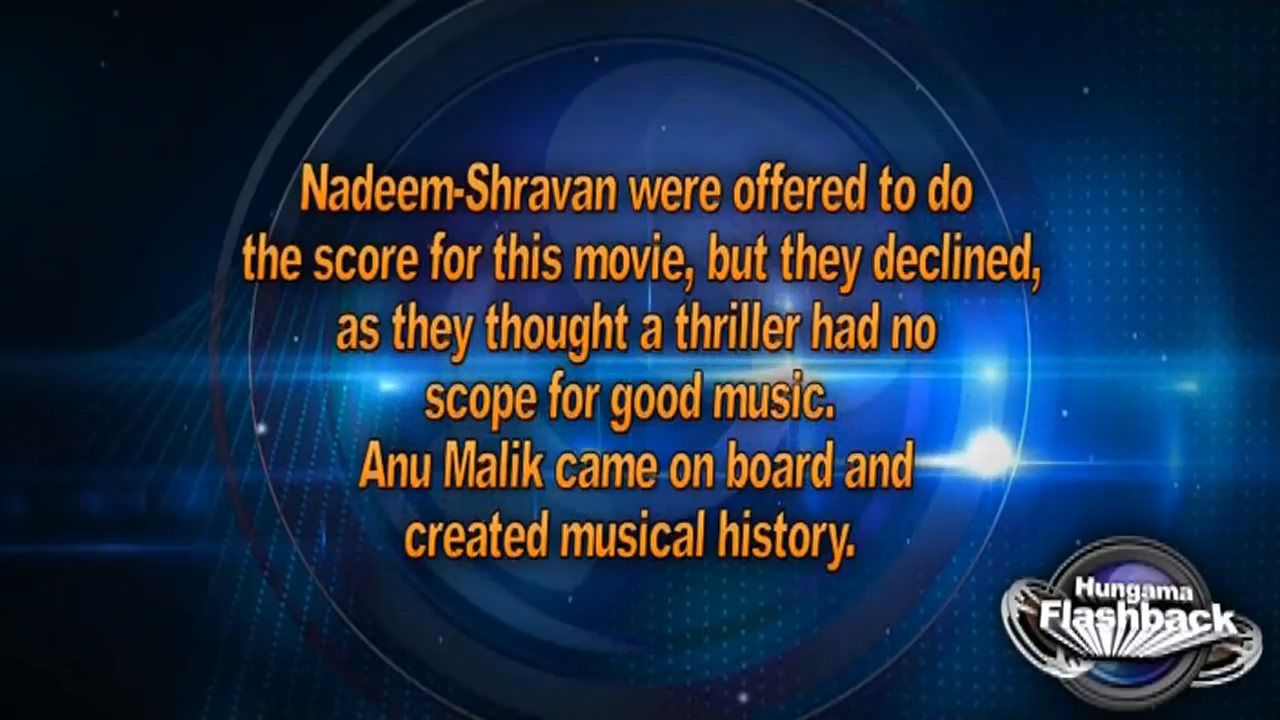 Nadeem-Shravan were offered to do
the score for this movie, but they declined,
as they thought a thriller had no
scope for good music.
Anu Malik came on board and
created musical history.
Hungama
Flashback